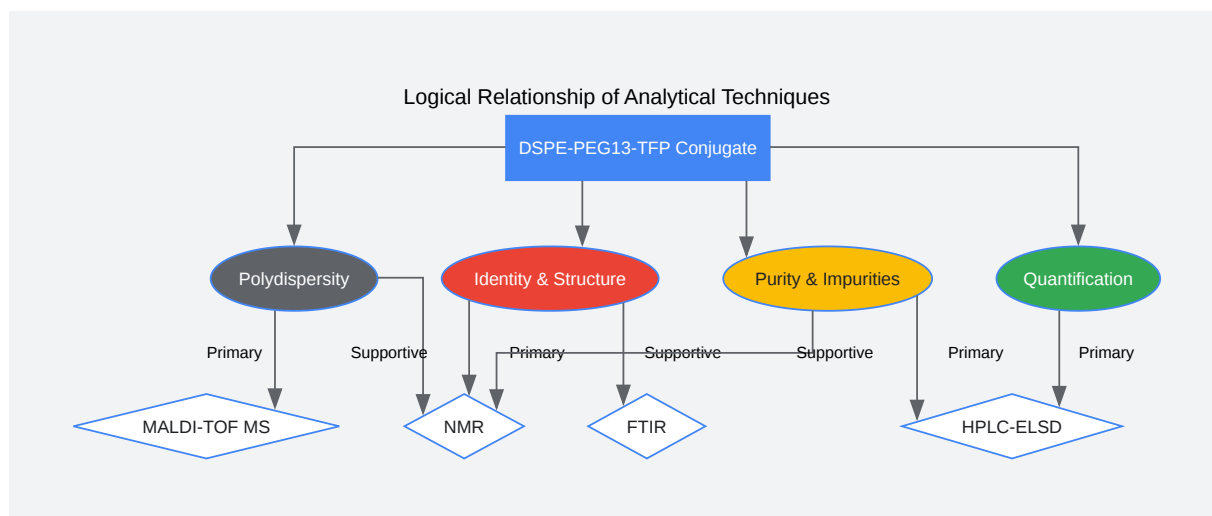 Logical Relationship of Analytical Techniques
DSPE-PEG13-TFP Conjugate
Polydispersity
Identity & Structure
Purity & Impurities
Quantification
Primary
Supportive
Primary
Supportive
Supportive
Primary
Primary
MALDI-TOF MS
NMR
FTIR
HPLC-ELSD